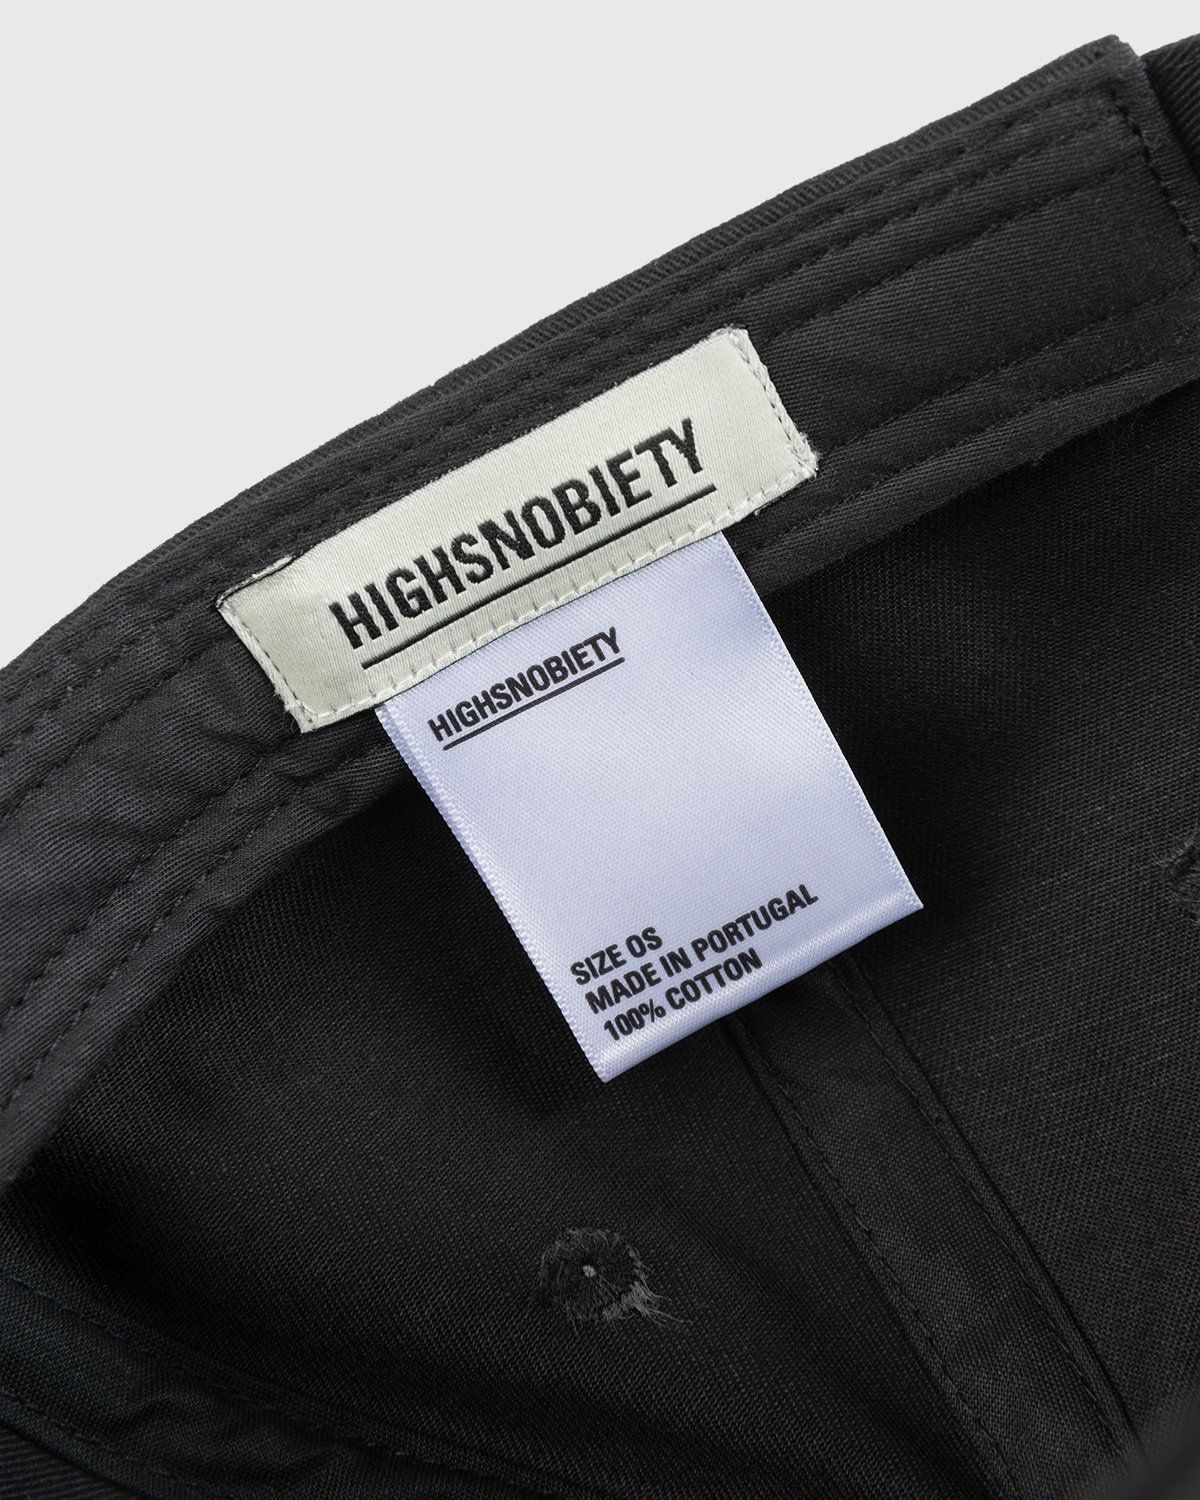 HIGHSNOBIETY
HIGHSNOBIETY
SIZE OS
MADE IN PORTUGAL
100% COTTON